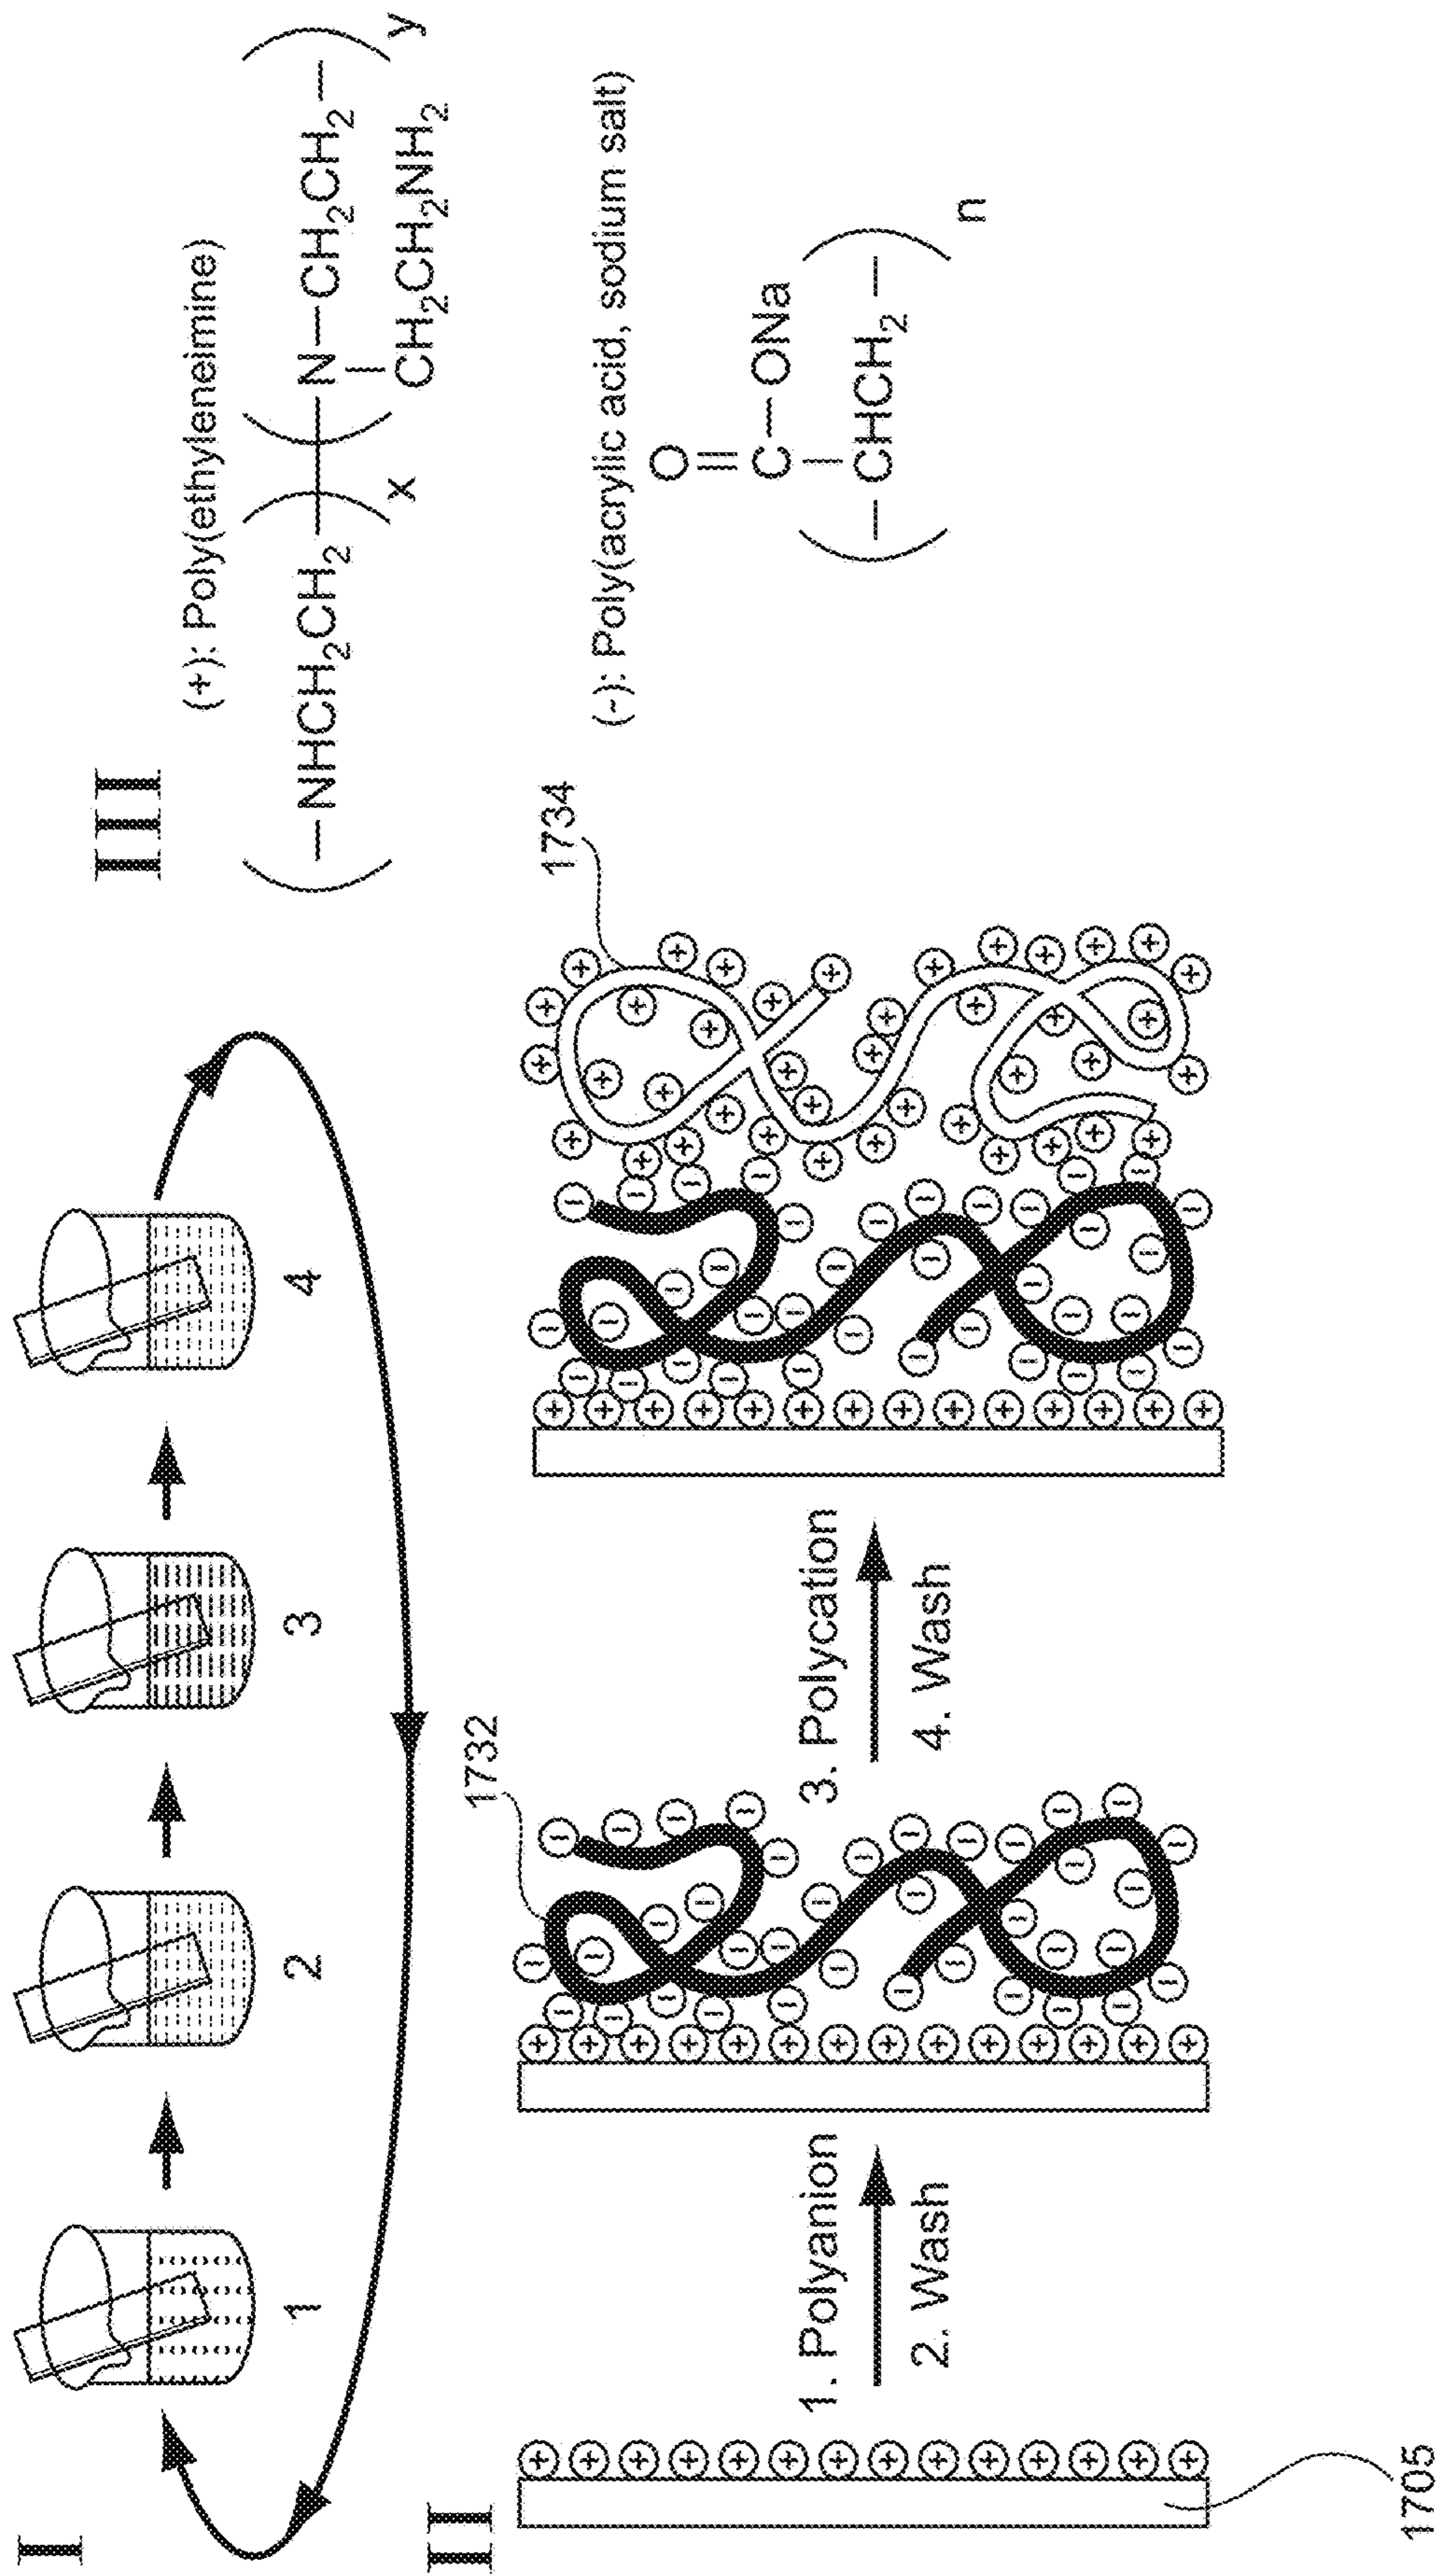 I
1
2
3
4
II
1705
1. Polyanion
2. Wash
1732
3. Polycation
4. Wash
1734
III
(+): Poly(ethyleneimine)
( — NHCH2CH2 — )x ( — N — CH2CH2 — )y
CH2CH2NH2
(-): Poly(acrylic acid, sodium salt)
O
C — ONa
( — CHCH2 — )n